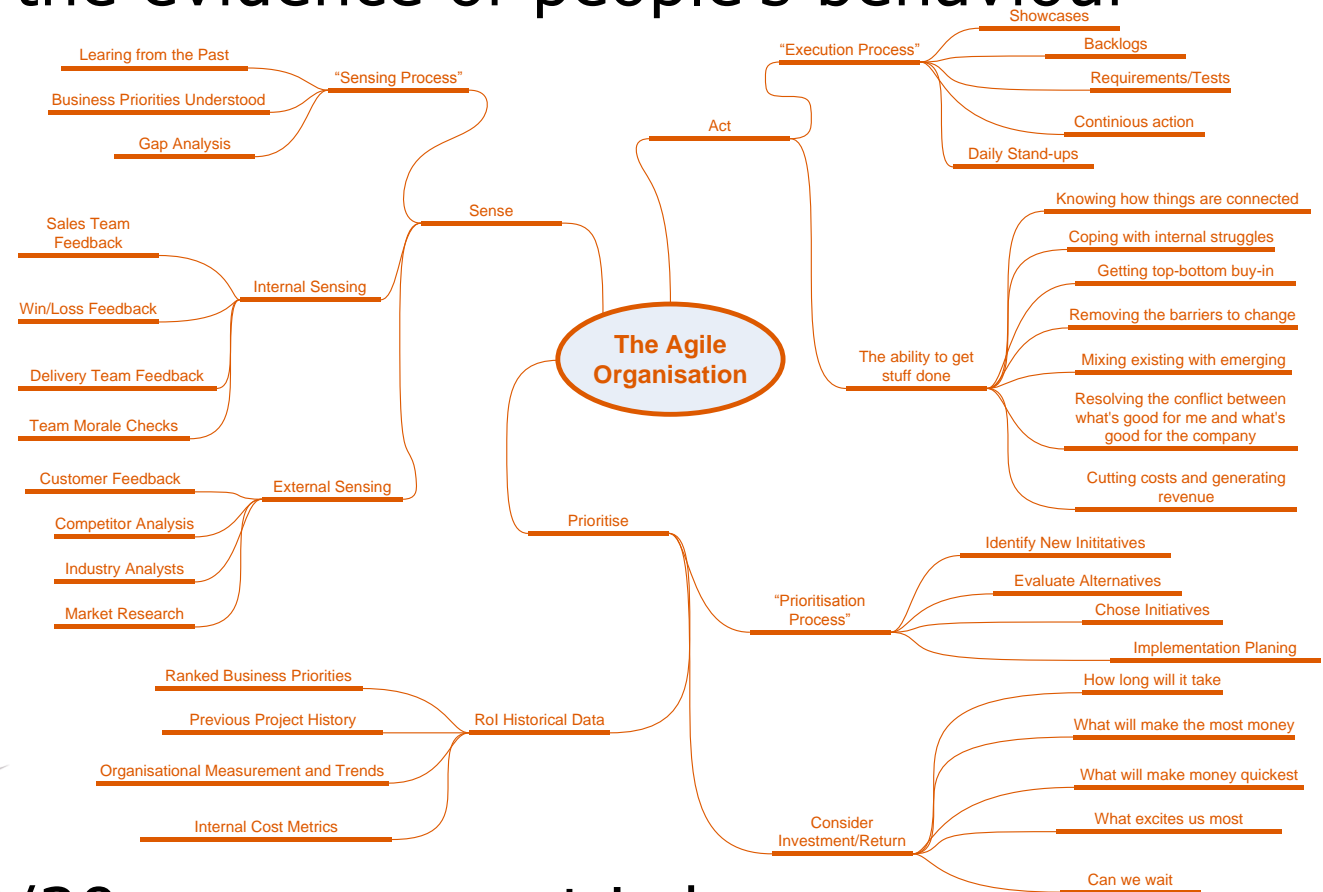 the evidence of people's behaviour
The Agile
Organisation
Sense
“Sensing Process”
Learing from the Past
Business Priorities Understood
Gap Analysis
Internal Sensing
Sales Team
Feedback
Win/Loss Feedback
Delivery Team Feedback
Team Morale Checks
External Sensing
Customer Feedback
Competitor Analysis
Industry Analysts
Market Research
Act
“Execution Process”
Showcases
Backlogs
Requirements/Tests
Continious action
Daily Stand-ups
The ability to get
stuff done
Knowing how things are connected
Coping with internal struggles
Getting top-bottom buy-in
Removing the barriers to change
Mixing existing with emerging
Resolving the conflict between
what's good for me and what's
good for the company
Cutting costs and generating
revenue
Prioritise
“Prioritisation
Process”
Identify New Inititatives
Evaluate Alternatives
Chose Initiatives
Implementation Planing
RoI Historical Data
Ranked Business Priorities
Previous Project History
Organisational Measurement and Trends
Internal Cost Metrics
Consider
Investment/Return
How long will it take
What will make the most money
What will make money quickest
What excites us most
Can we wait